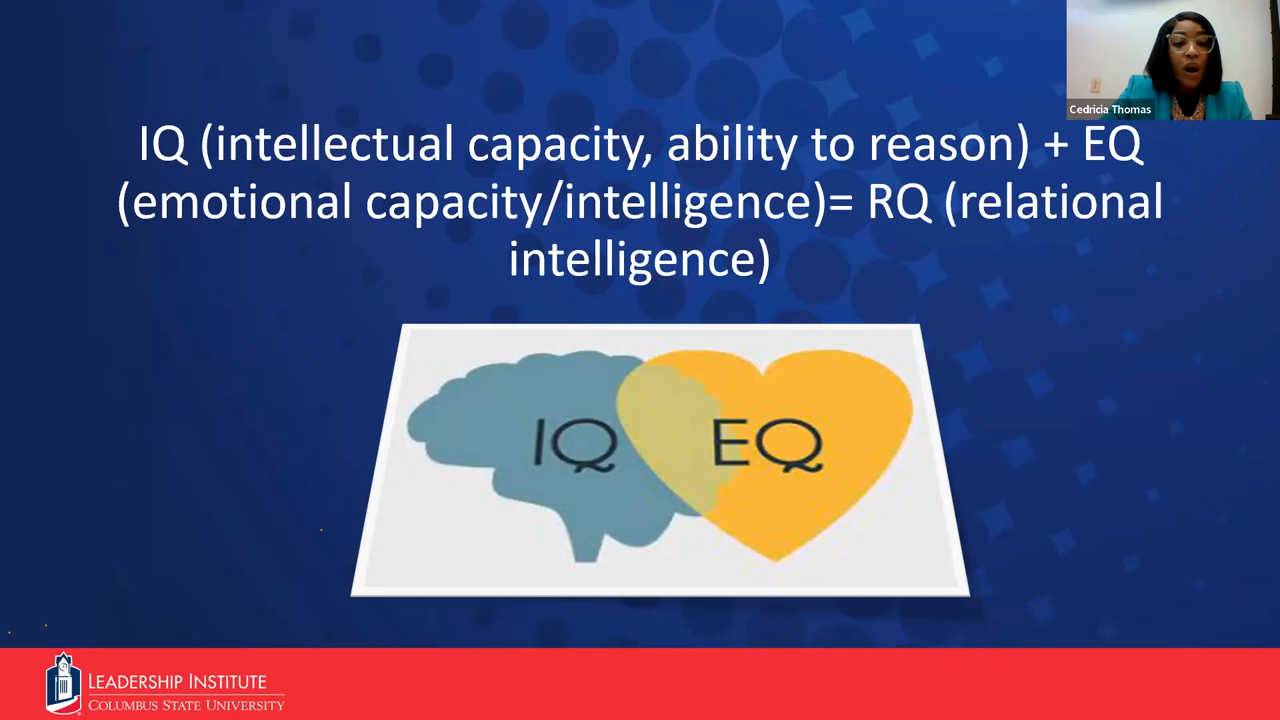 Cedricia Thomas
IQ (intellectual capacity, ability to reason) + EQ
(emotional capacity/intelligence)= RQ (relational
intelligence)
IQ EQ
LEADERSHIP INSTITUTE
COLUMBUS STATE UNIVERSITY